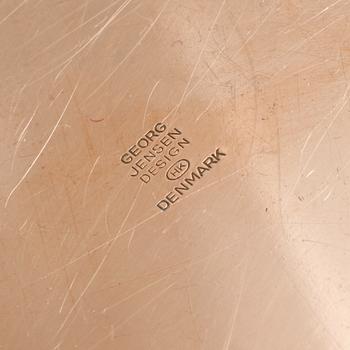 GEORG
JENSEN
DESIGN
HK
DENMARK